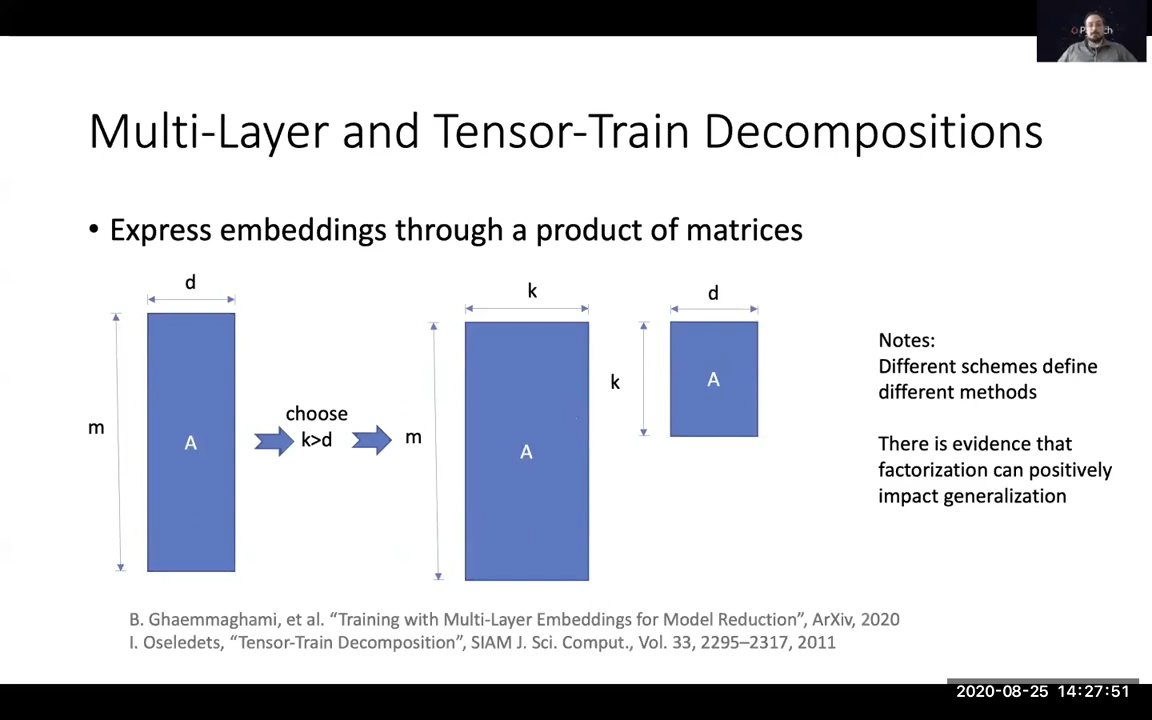 Multi-Layer and Tensor-Train Decompositions
• Express embeddings through a product of matrices
d
m
A
choose
k>d
k
m
A
d
k
A
Notes:
Different schemes define
different methods
There is evidence that
factorization can positively
impact generalization
B. Ghaemmaghami, et al. “Training with Multi-Layer Embeddings for Model Reduction”, ArXiv, 2020
I. Oseledets, “Tensor-Train Decomposition”, SIAM J. Sci. Comput., Vol. 33, 2295–2317, 2011
2020-08-25 14:27:51